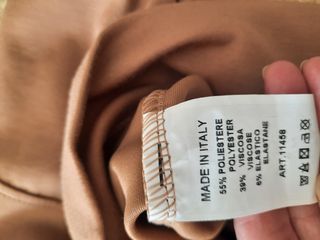 MADE IN ITALY
55% POLIESTERE
POLYESTER
39% VISCOSA
VISCOSE
6% ELASTICO
ELASTANE
ART.11458